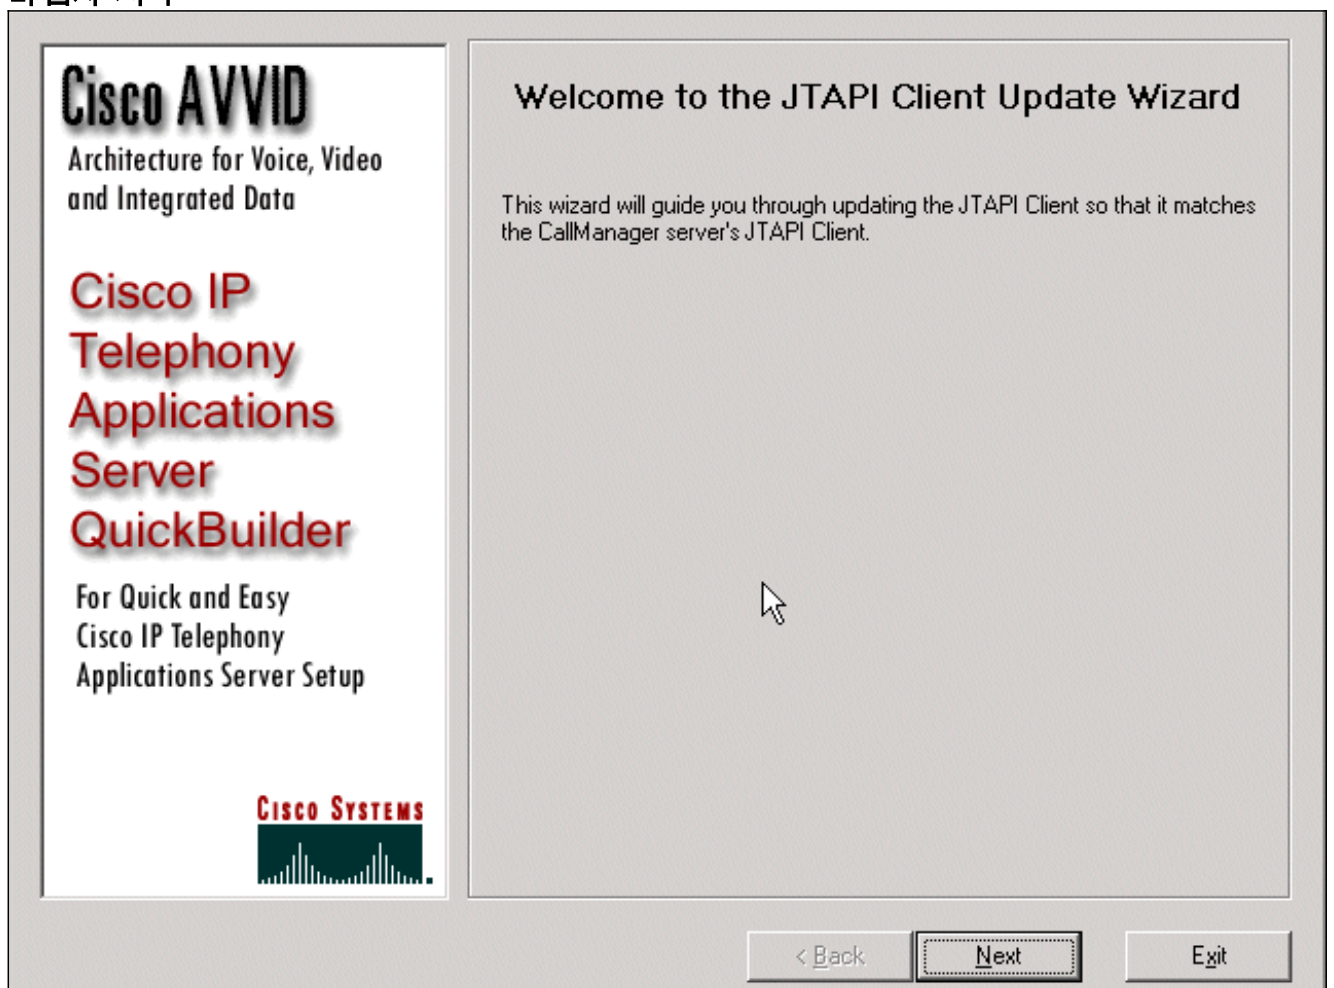 Cisco AVVID
Architecture for Voice, Video
and Integrated Data
Cisco IP
Telephony
Applications
Server
QuickBuilder
For Quick and Easy
Cisco IP Telephony
Applications Server Setup
CISCO SYSTEMS
Welcome to the JTAPI Client Update Wizard
This wizard will guide you through updating the JTAPI Client so that it matches
the CallManager server's JTAPI Client.
< Back
Next
Exit